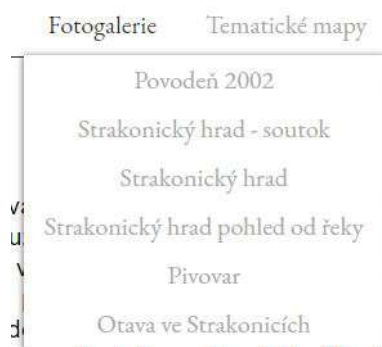 Fotogalerie Tematické mapy
Povodeň 2002
Strakonický hrad - soutok
Strakonický hrad
Strakonický hrad pohled od řeky
Pivovar
Otava ve Strakonicích